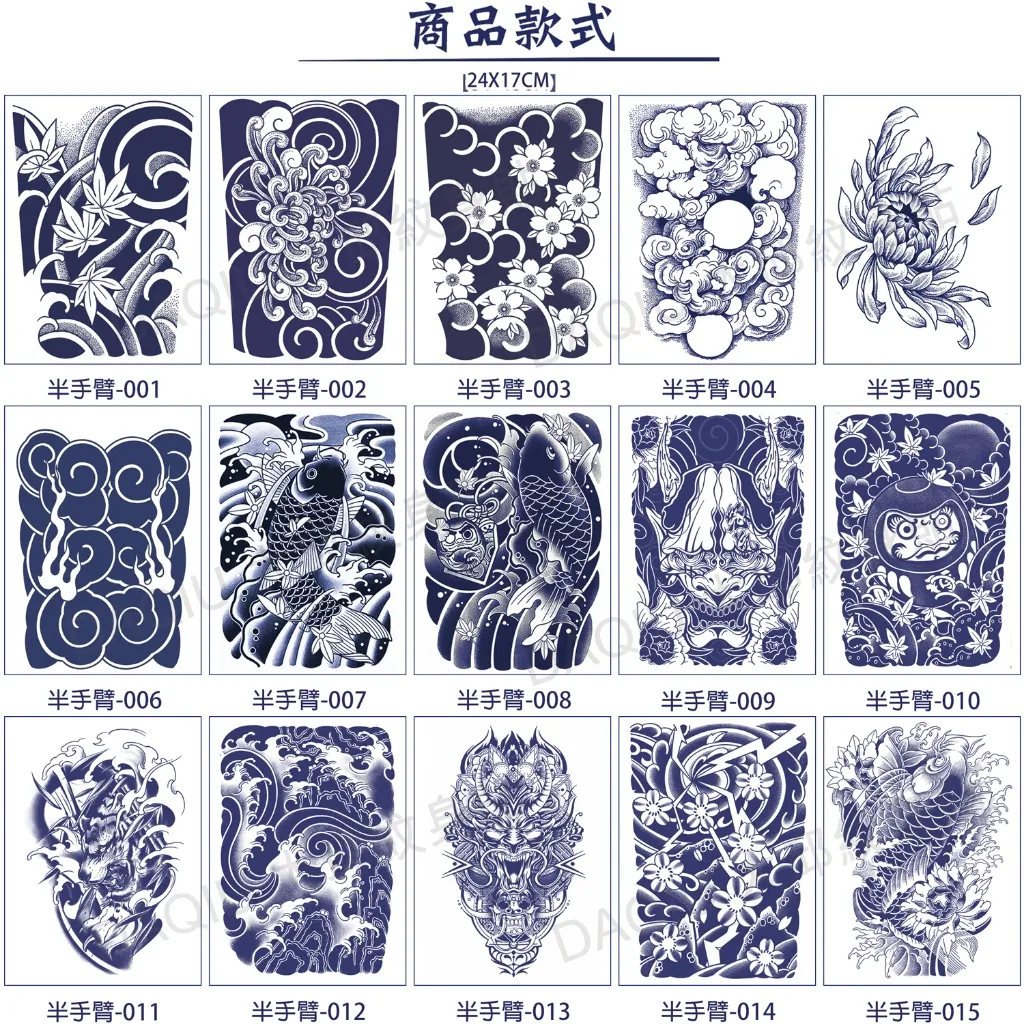 商品款式
【24X17CM】
半手臂-001 半手臂-002 半手臂-003 半手臂-004 半手臂-005
半手臂-006 半手臂-007 半手臂-008 半手臂-009 半手臂-010
半手臂-011 半手臂-012 半手臂-013 半手臂-014 半手臂-015